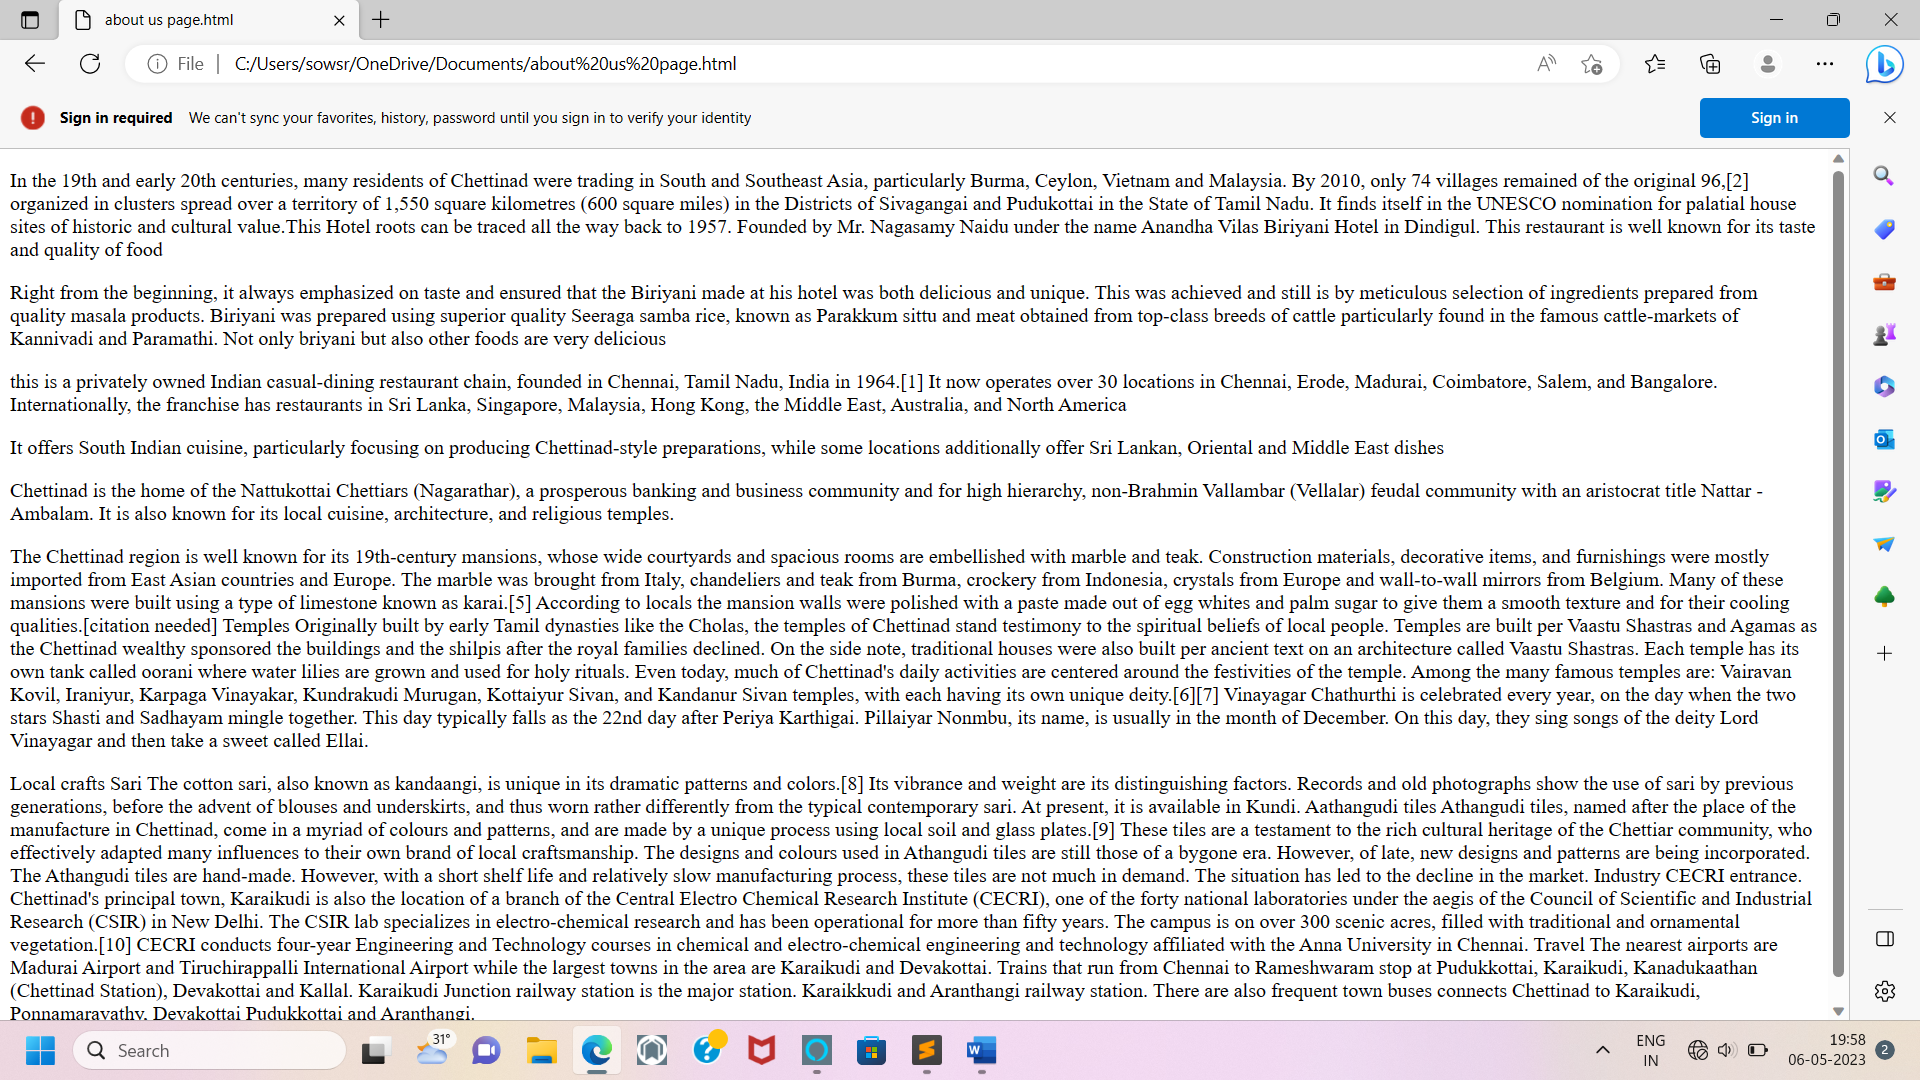 about us page.html
File
C:/Users/sowsr/OneDrive/Documents/about%20us%20page.html
Sign in required We can't sync your favorites, history, password until you sign in to verify your identity
Sign in
In the 19th and early 20th centuries, many residents of Chettinad were trading in South and Southeast Asia, particularly Burma, Ceylon, Vietnam and Malaysia. By 2010, only 74 villages remained of the original 96,[2]
organized in clusters spread over a territory of 1,550 square kilometres (600 square miles) in the Districts of Sivagangai and Pudukottai in the State of Tamil Nadu. It finds itself in the UNESCO nomination for palatial house
sites of historic and cultural value.This Hotel roots can be traced all the way back to 1957. Founded by Mr. Nagasamy Naidu under the name Anandha Vilas Biriyani Hotel in Dindigul. This restaurant is well known for its taste
and quality of food
Right from the beginning, it always emphasized on taste and ensured that the Biriyani made at his hotel was both delicious and unique. This was achieved and still is by meticulous selection of ingredients prepared from
quality masala products. Biriyani was prepared using superior quality Seeraga samba rice, known as Parakkum sittu and meat obtained from top-class breeds of cattle particularly found in the famous cattle-markets of
Kannivadi and Paramathi. Not only briyani but also other foods are very delicious
this is a privately owned Indian casual-dining restaurant chain, founded in Chennai, Tamil Nadu, India in 1964.[1] It now operates over 30 locations in Chennai, Erode, Madurai, Coimbatore, Salem, and Bangalore.
Internationally, the franchise has restaurants in Sri Lanka, Singapore, Malaysia, Hong Kong, the Middle East, Australia, and North America
It offers South Indian cuisine, particularly focusing on producing Chettinad-style preparations, while some locations additionally offer Sri Lankan, Oriental and Middle East dishes
Chettinad is the home of the Nattukottai Chettiars (Nagarathar), a prosperous banking and business community and for high hierarchy, non-Brahmin Vallambar (Vellalar) feudal community with an aristocrat title Nattar -
Ambalam. It is also known for its local cuisine, architecture, and religious temples.
The Chettinad region is well known for its 19th-century mansions, whose wide courtyards and spacious rooms are embellished with marble and teak. Construction materials, decorative items, and furnishings were mostly
imported from East Asian countries and Europe. The marble was brought from Italy, chandeliers and teak from Burma, crockery from Indonesia, crystals from Europe and wall-to-wall mirrors from Belgium. Many of these
mansions were built using a type of limestone known as karai.[5] According to locals the mansion walls were polished with a paste made out of egg whites and palm sugar to give them a smooth texture and for their cooling
qualities.[citation needed] Temples Originally built by early Tamil dynasties like the Cholas, the temples of Chettinad stand testimony to the spiritual beliefs of local people. Temples are built per Vaastu Shastras and Agamas as
the Chettinad wealthy sponsored the buildings and the shilpis after the royal families declined. On the side note, traditional houses were also built per ancient text on an architecture called Vaastu Shastras. Each temple has its
own tank called oorani where water lilies are grown and used for holy rituals. Even today, much of Chettinad's daily activities are centered around the festivities of the temple. Among the many famous temples are: Vairavan
Kovil, Iraniyur, Karpaga Vinayakar, Kundrakudi Murugan, Kottaiyur Sivan, and Kandanur Sivan temples, with each having its own unique deity.[6][7] Vinayagar Chathurthi is celebrated every year, on the day when the two
stars Shasti and Sadhayam mingle together. This day typically falls as the 22nd day after Periya Karthigai. Pillaiyar Nonmbu, its name, is usually in the month of December. On this day, they sing songs of the deity Lord
Vinayagar and then take a sweet called Ellai.
Local crafts Sari The cotton sari, also known as kandaangi, is unique in its dramatic patterns and colors.[8] Its vibrance and weight are its distinguishing factors. Records and old photographs show the use of sari by previous
generations, before the advent of blouses and underskirts, and thus worn rather differently from the typical contemporary sari. At present, it is available in Kundi. Aathangudi tiles Athangudi tiles, named after the place of the
manufacture in Chettinad, come in a myriad of colours and patterns, and are made by a unique process using local soil and glass plates.[9] These tiles are a testament to the rich cultural heritage of the Chettiar community, who
effectively adapted many influences to their own brand of local craftsmanship. The designs and colours used in Athangudi tiles are still those of a bygone era. However, of late, new designs and patterns are being incorporated.
The Athangudi tiles are hand-made. However, with a short shelf life and relatively slow manufacturing process, these tiles are not much in demand. The situation has led to the decline in the market. Industry CECRI entrance.
Chettinad's principal town, Karaikudi is also the location of a branch of the Central Electro Chemical Research Institute (CECRI), one of the forty national laboratories under the aegis of the Council of Scientific and Industrial
Research (CSIR) in New Delhi. The CSIR lab specializes in electro-chemical research and has been operational for more than fifty years. The campus is on over 300 scenic acres, filled with traditional and ornamental
vegetation.[10] CECRI conducts four-year Engineering and Technology courses in chemical and electro-chemical engineering and technology affiliated with the Anna University in Chennai. Travel The nearest airports are
Madurai Airport and Tiruchirappalli International Airport while the largest towns in the area are Karaikudi and Devakottai. Trains that run from Chennai to Rameshwaram stop at Pudukkottai, Karaikudi, Kanadukaathan
(Chettinad Station), Devakottai and Kallal. Karaikudi Junction railway station is the major station. Karaikkudi and Aranthangi railway station. There are also frequent town buses connects Chettinad to Karaikudi,
Ponnamaravathy, Devakottai Pudukkottai and Aranthangi.
Search
31°
ENG
IN
19:58
06-05-2023
2